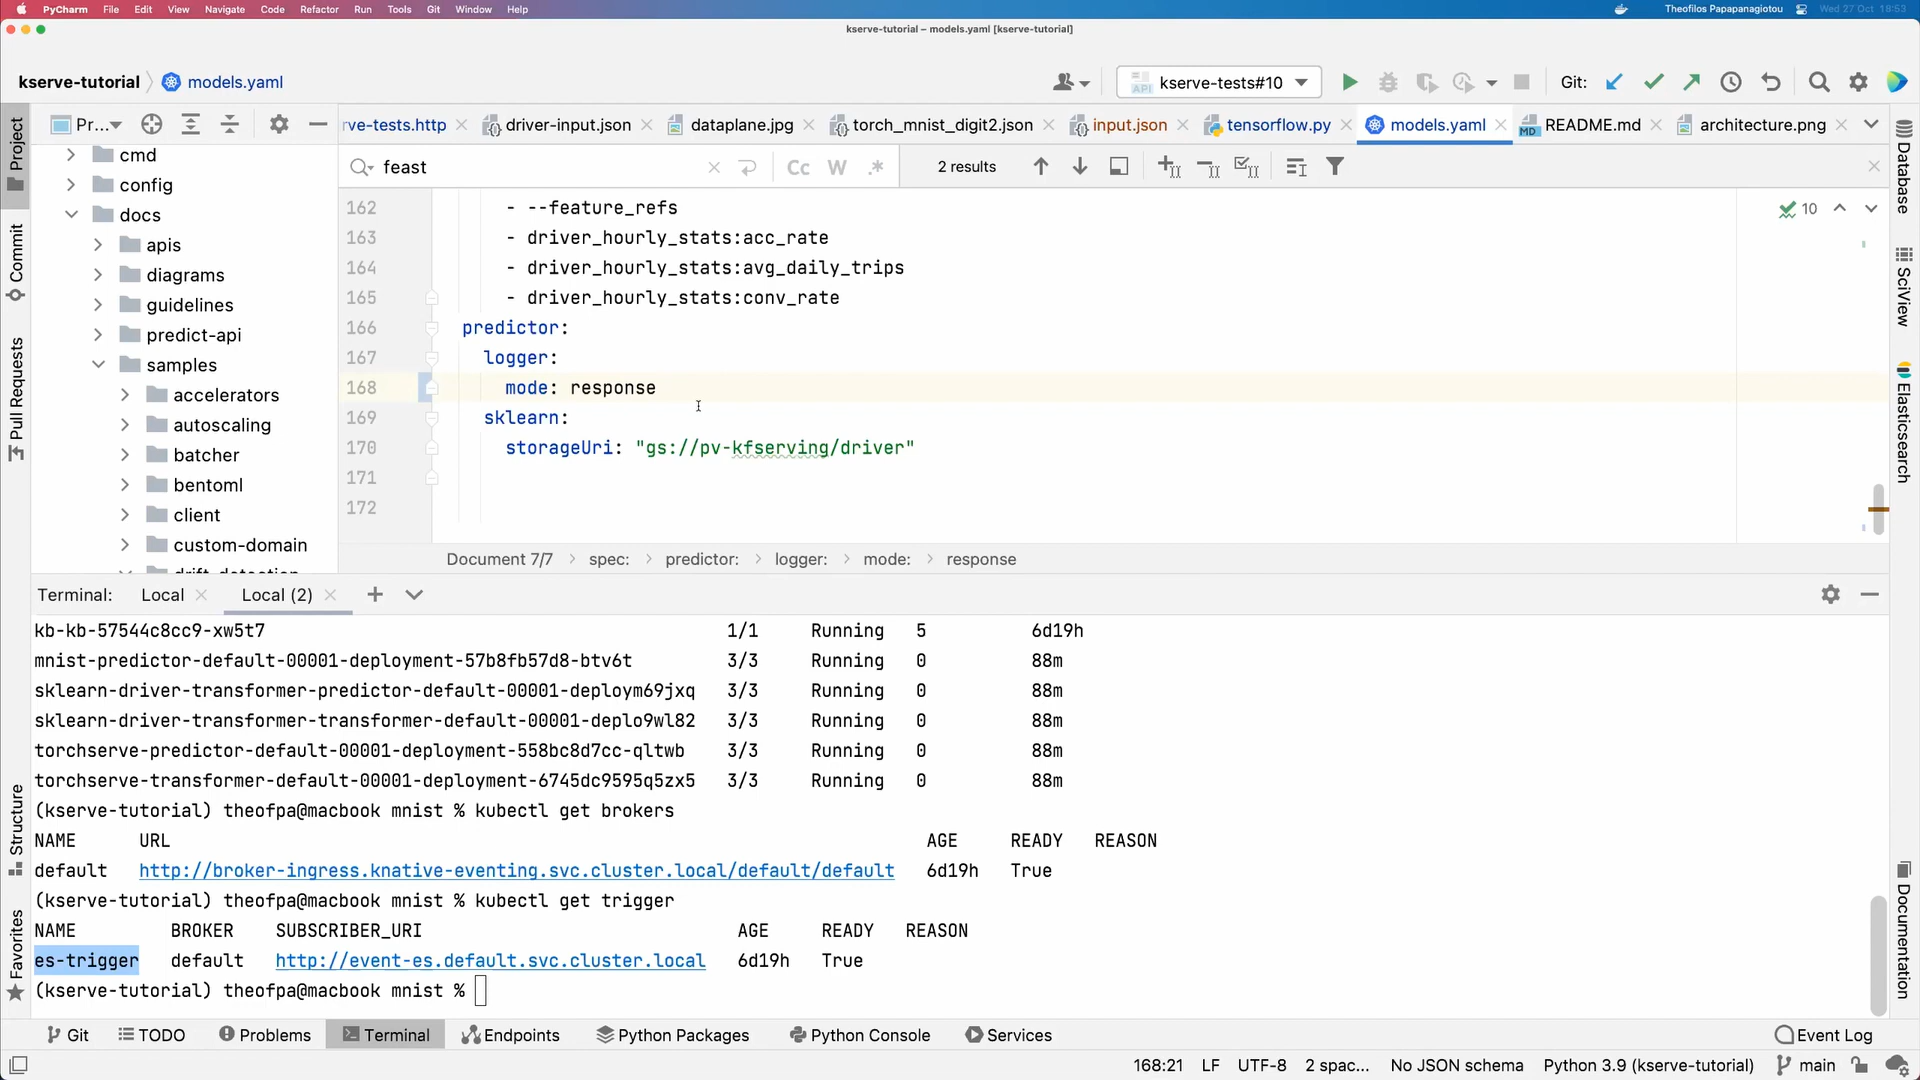 PyCharm File Edit View Navigate Code Refactor Run Tools Git Window Help Theofilos Papapanagiotou Wed 27 Oct 18:53
kserve-tutorial – models.yaml [kserve-tutorial]
kserve-tutorial models.yaml kserve-tests#10 Git:
Pr... rve-tests.http driver-input.json dataplane.jpg torch_mnist_digit2.json input.json tensorflow.py models.yaml README.md architecture.png
feast Cc W .* 2 results
Project
Commit
Pull Requests
Structure
Favorites
cmd
config
docs
apis
diagrams
guidelines
predict-api
samples
accelerators
autoscaling
batcher
bentoml
client
custom-domain
drift_detection
162 - --feature_refs
163 - driver_hourly_stats:acc_rate
164 - driver_hourly_stats:avg_daily_trips
165 - driver_hourly_stats:conv_rate
166 predictor:
167 logger:
168 mode: response
169 sklearn:
170 storageUri: "gs://pv-kfserving/driver"
171
172
10
Document 7/7 spec: predictor: logger: mode: response
Database
SciView
Elasticsearch
Documentation
Terminal: Local Local (2)
kb-kb-57544c8cc9-xw5t7 1/1 Running 5 6d19h
mnist-predictor-default-00001-deployment-57b8fb57d8-btv6t 3/3 Running 0 88m
sklearn-driver-transformer-predictor-default-00001-deploym69jxq 3/3 Running 0 88m
sklearn-driver-transformer-transformer-default-00001-deplo9wl82 3/3 Running 0 88m
torchserve-predictor-default-00001-deployment-558bc8d7cc-qltwb 3/3 Running 0 88m
torchserve-transformer-default-00001-deployment-6745dc9595q5zx5 3/3 Running 0 88m
(kserve-tutorial) theofpa@macbook mnist % kubectl get brokers
NAME URL AGE READY REASON
default http://broker-ingress.knative-eventing.svc.cluster.local/default/default 6d19h True
(kserve-tutorial) theofpa@macbook mnist % kubectl get trigger
NAME BROKER SUBSCRIBER_URI AGE READY REASON
es-trigger default http://event-es.default.svc.cluster.local 6d19h True
(kserve-tutorial) theofpa@macbook mnist %
Git TODO Problems Terminal Endpoints Python Packages Python Console Services Event Log
168:21 LF UTF-8 2 spac... No JSON schema Python 3.9 (kserve-tutorial) main